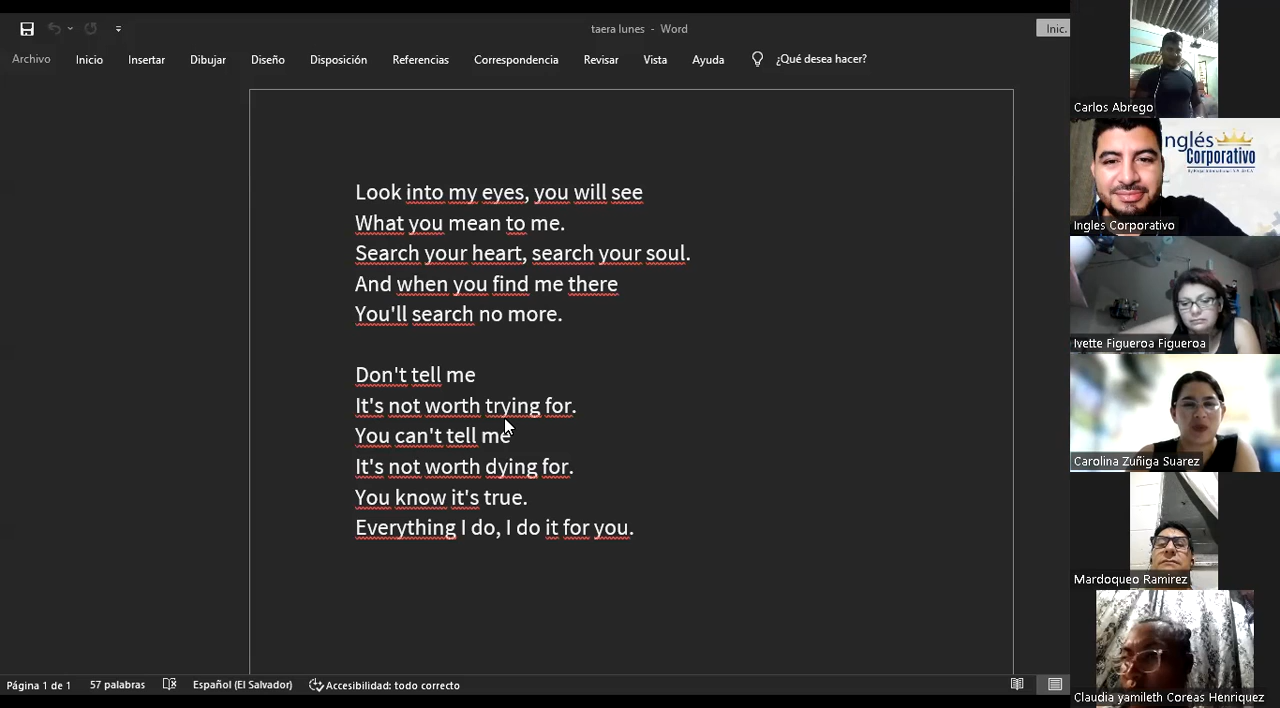 taera lunes - Word
Inic.
Archivo Inicio Insertar Dibujar Diseño Disposición Referencias Correspondencia Revisar Vista Ayuda ¿Qué desea hacer?
Look into my eyes, you will see
What you mean to me.
Search your heart, search your soul.
And when you find me there
You'll search no more.
Don't tell me
It's not worth trying for.
You can't tell me
It's not worth dying for.
You know it's true.
Everything I do, I do it for you.
Página 1 de 1 57 palabras Español (El Salvador) Accesibilidad: todo correcto
Carlos Abrego
Inglés
Corporativo
Ingles Corporativo
Ivette Figueroa Figueroa
Carolina Zuñiga Suarez
Mardoqueo Ramirez
Claudia yamileth Coreas Henriquez